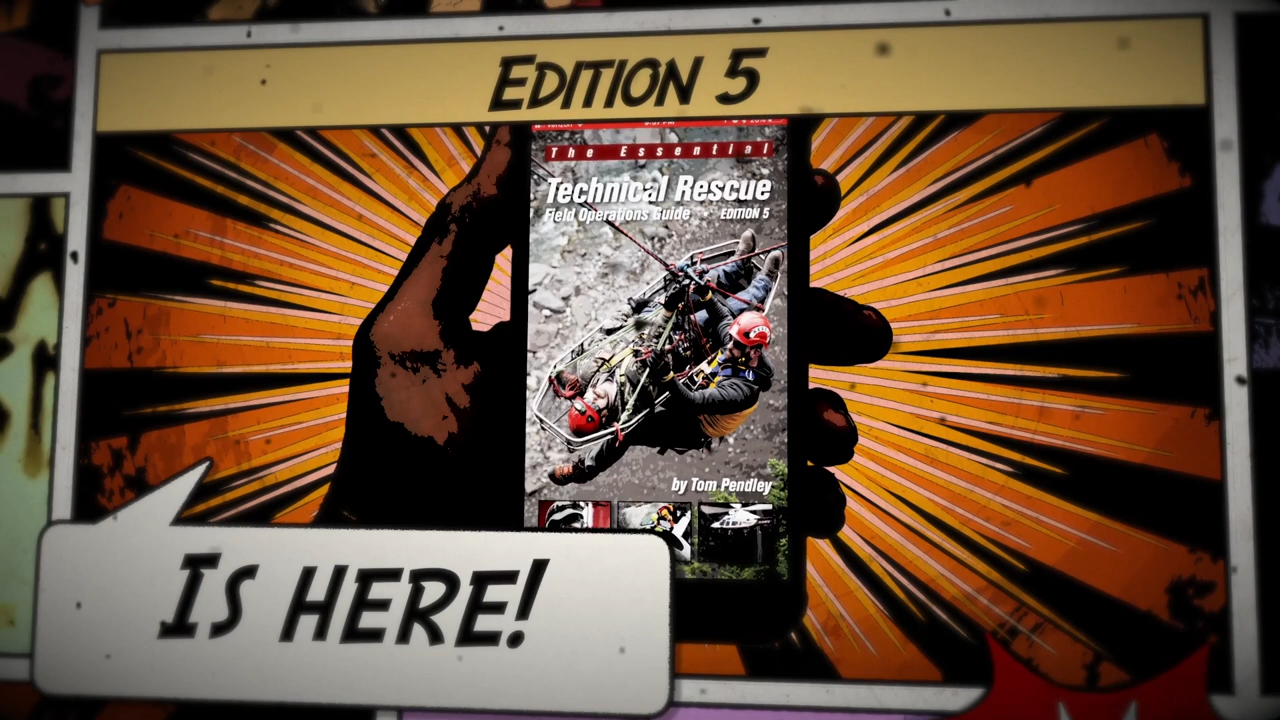 EDITION 5
The Essential
Technical Rescue
Field Operations Guide EDITION 5
by Tom Pendley
IS HERE!